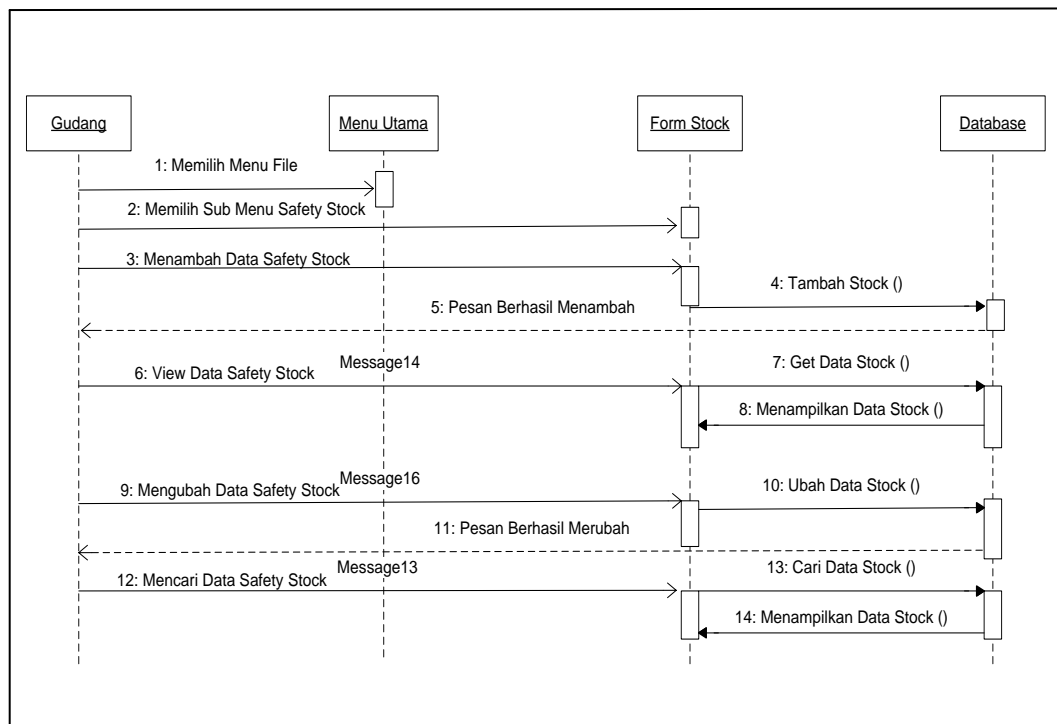 Gudang
Menu Utama
Form Stock
Database
1: Memilih Menu File
2: Memilih Sub Menu Safety Stock
3: Menambah Data Safety Stock
4: Tambah Stock ()
5: Pesan Berhasil Menambah
Message14
6: View Data Safety Stock
7: Get Data Stock ()
8: Menampilkan Data Stock ()
Message16
9: Mengubah Data Safety Stock
10: Ubah Data Stock ()
11: Pesan Berhasil Merubah
Message13
12: Mencari Data Safety Stock
13: Cari Data Stock ()
14: Menampilkan Data Stock ()